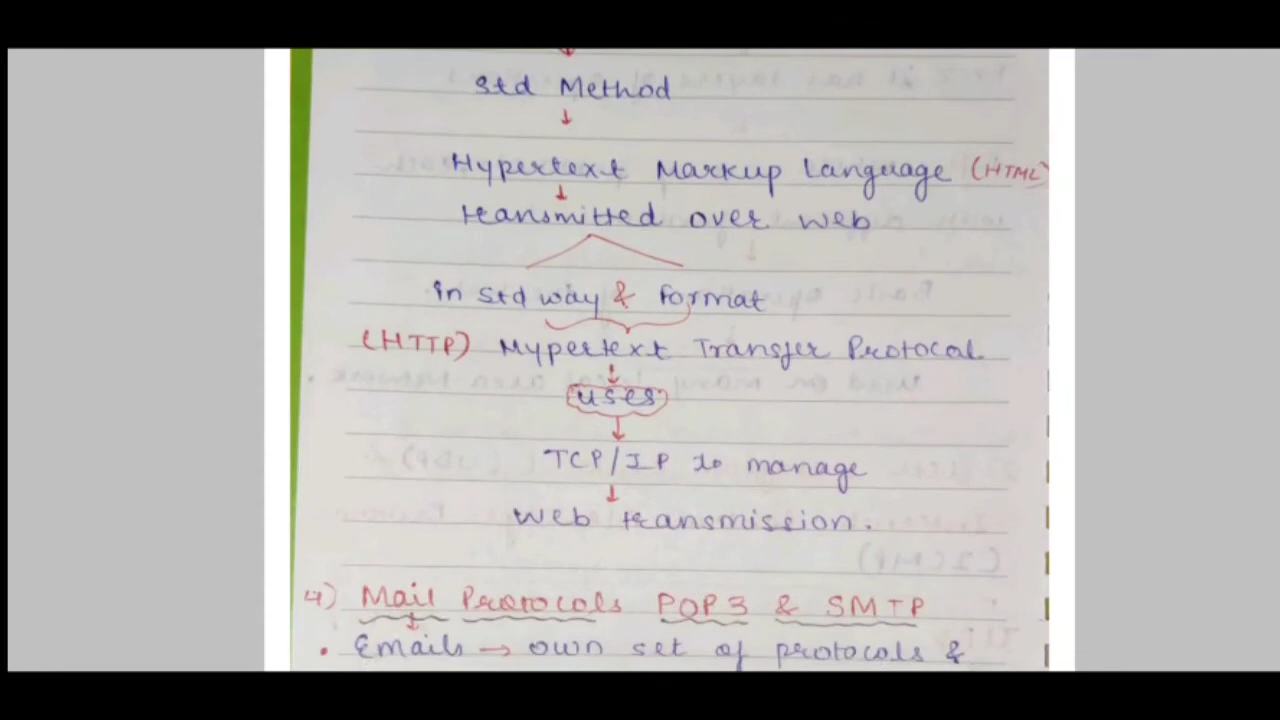 Std Method
↓
Hypertext Markup Language (HTML)
↓
transmitted over web
in std way & format
(HTTP) Hypertext Transfer Protocal.
↓
uses
↓
TCP/IP to manage
↓
Web transmission.
4) Mail Protocols POP3 & SMTP
• Emails → own set of protocols &